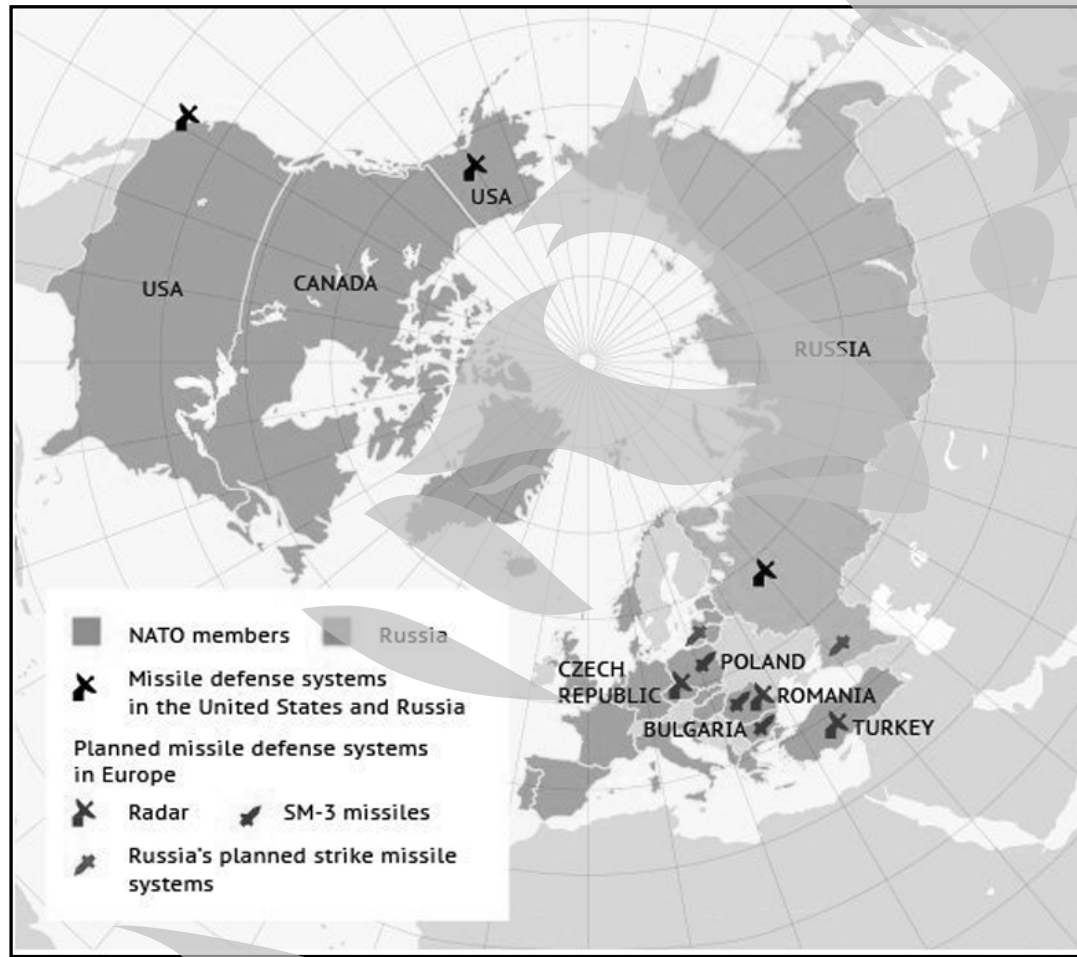 USA
USA
CANADA
RUSSIA
CZECH
REPUBLIC
POLAND
ROMANIA
BULGARIA
TURKEY
NATO members
Russia
Missile defense systems
in the United States and Russia
Planned missile defense systems
in Europe
Radar
SM-3 missiles
Russia's planned strike missile
systems